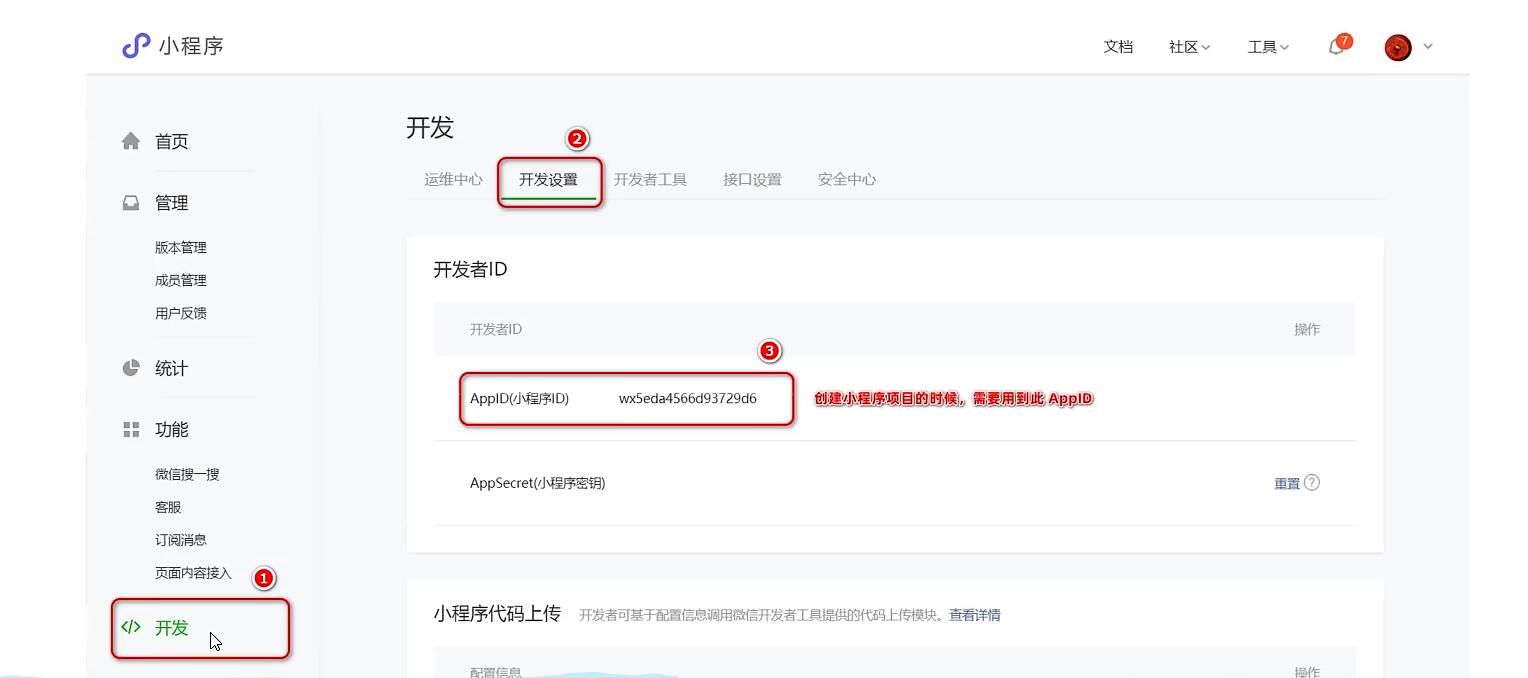 小程序
文档 社区 工具 7
首页
管理
版本管理
成员管理
用户反馈
统计
功能
微信搜一搜
客服
订阅消息
页面内容接入
1
</> 开发
开发
2
运维中心 开发设置 开发者工具 接口设置 安全中心
开发者ID
开发者ID 操作
3
AppID(小程序ID) wx5eda4566d93729d6 创建小程序项目的时候，需要用到此 AppID
AppSecret(小程序密钥) 重置 ?
小程序代码上传 开发者可基于配置信息调用微信开发者工具提供的代码上传模块。查看详情
配置信息 操作